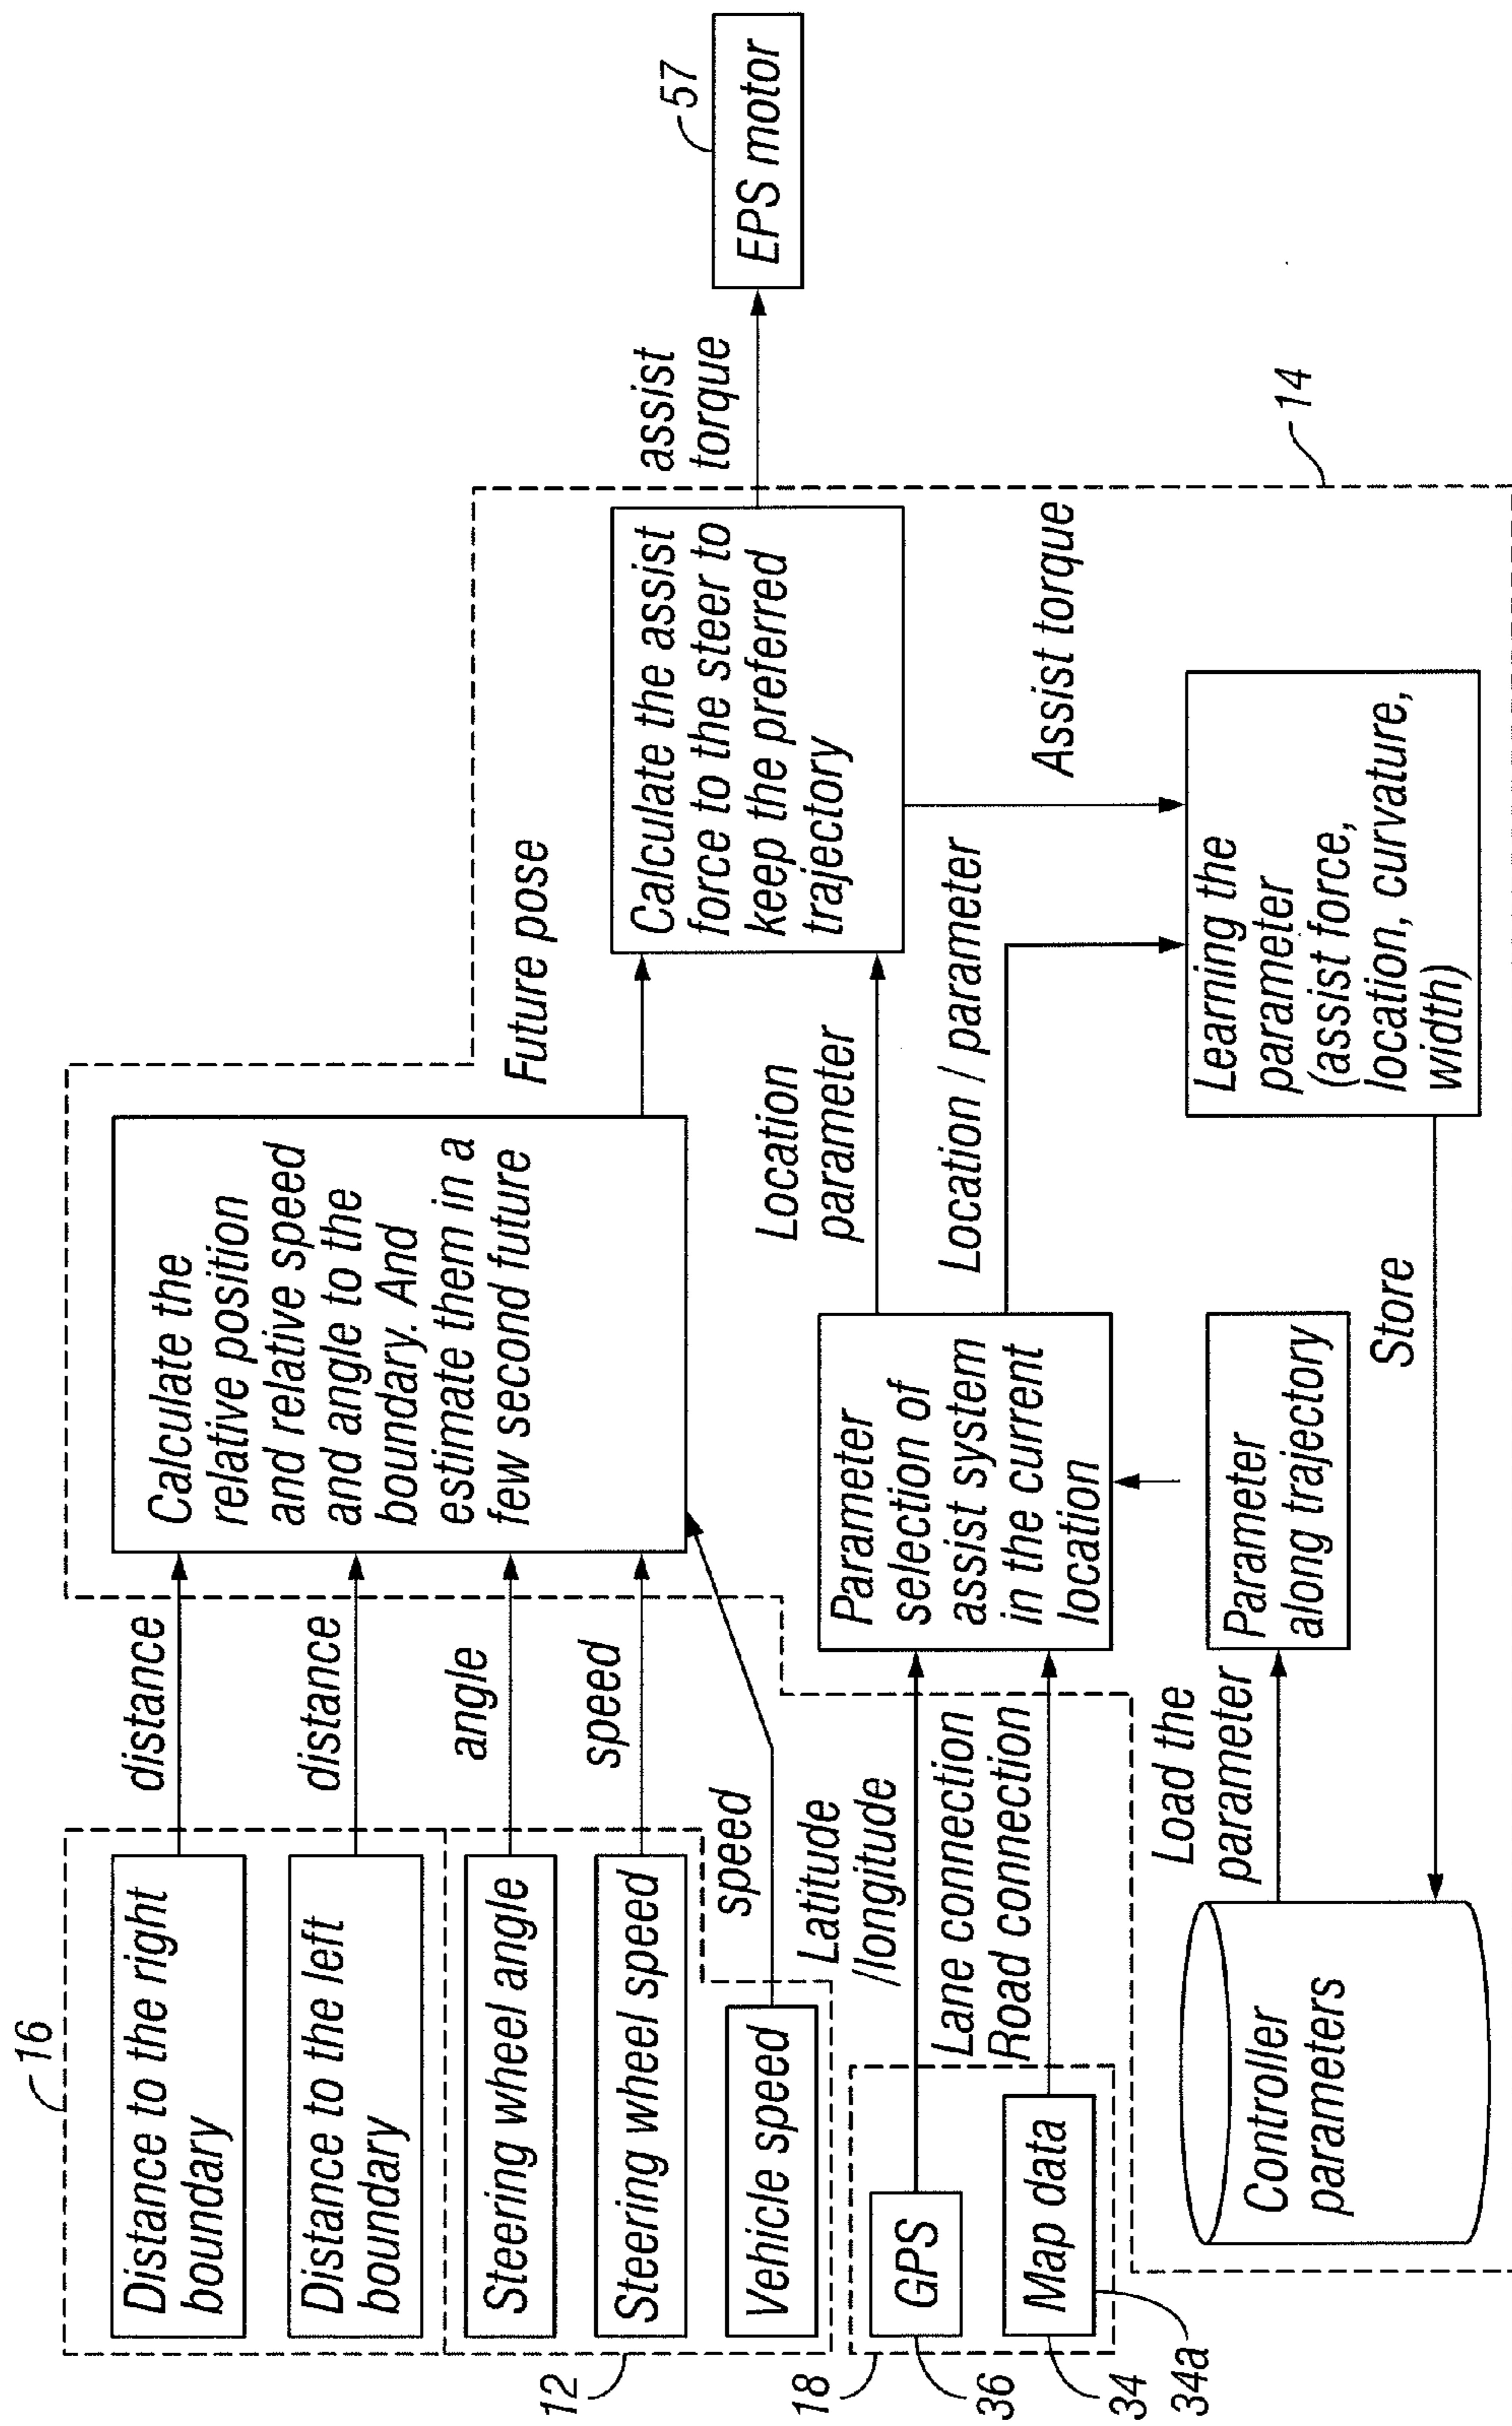 16
Distance to the right
boundary
distance
Distance to the left
boundary
distance
Steering wheel angle
angle
Steering wheel speed
speed
Vehicle speed
speed
12
Calculate the
relative position
and relative speed
and angle to the
boundary. And
estimate them in a
few second future
Future pose
Calculate the assist
force to the steer to
keep the preferred
trajectory
assist
torque
EPS motor
57
18
GPS
36
Latitude
/longitude
Map data
34
34a
Lane connection
Road connection
Parameter
selection of
assist system
in the current
location
Location
parameter
Location / parameter
Assist torque
14
Controller
parameters
Load the
parameter
Parameter
along trajectory
Store
Learning the
parameter
(assist force,
location, curvature,
width)